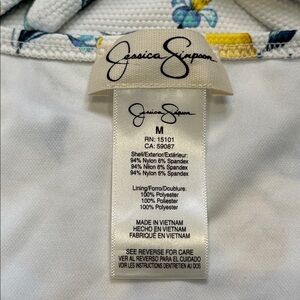 Jessica Simpson
Jessica Simpson
M
RN: 15101
CA: 59087
Shell/Exterior/Extérieur:
94% Nylon 6% Spandex
94% Nilon 6% Spandex
94% Nylon 6% Spandex
Lining/Forro/Doublure:
100% Polyester
100% Poliester
100% Polyester
MADE IN VIETNAM
HECHO EN VIETNAM
FABRIQUÉ EN VIETNAM
SEE REVERSE FOR CARE
VER AL REVERSO PARA EL CUIDADO
VOIR LES INSTRUCTIONS D'ENTRETIEN AU DOS